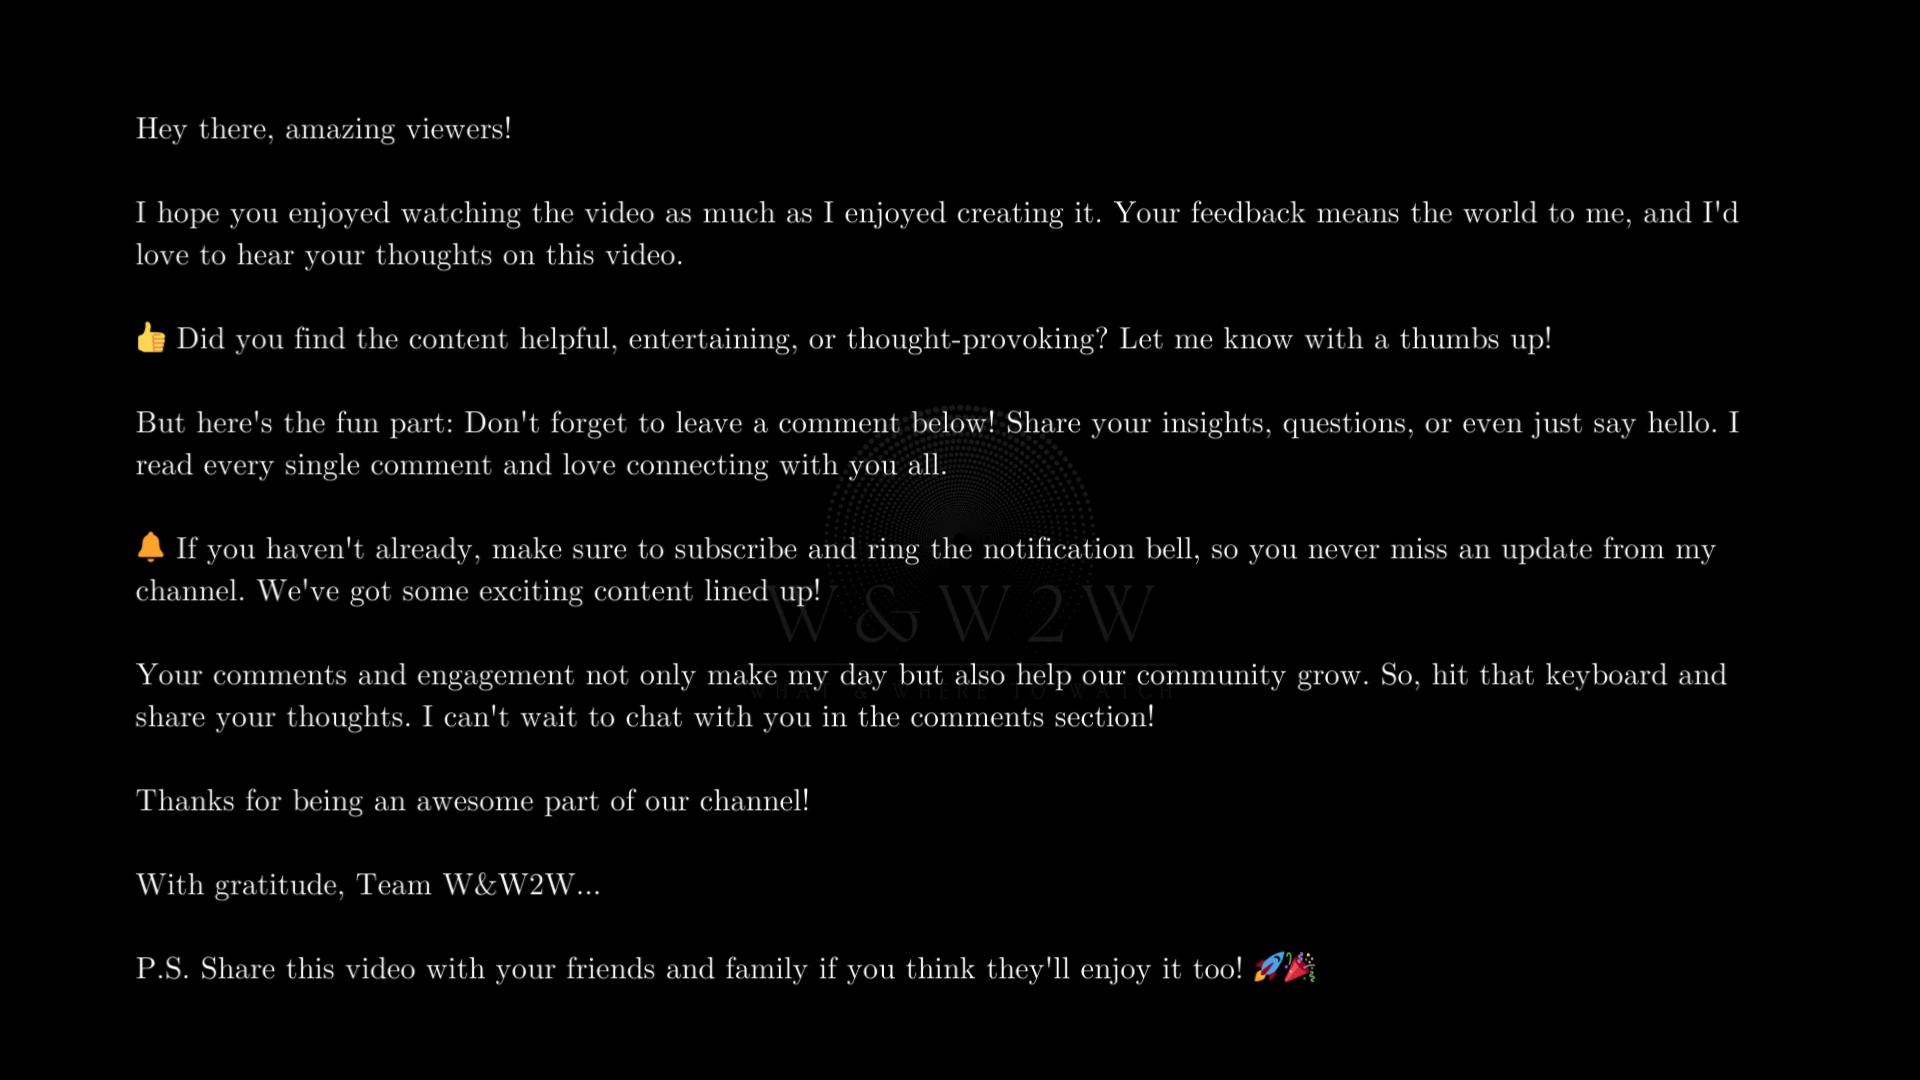 Hey there, amazing viewers!
I hope you enjoyed watching the video as much as I enjoyed creating it. Your feedback means the world to me, and I'd
love to hear your thoughts on this video.
👍 Did you find the content helpful, entertaining, or thought-provoking? Let me know with a thumbs up!
But here's the fun part: Don't forget to leave a comment below! Share your insights, questions, or even just say hello. I
read every single comment and love connecting with you all.
🔔 If you haven't already, make sure to subscribe and ring the notification bell, so you never miss an update from my
channel. We've got some exciting content lined up!
W&W2W
Your comments and engagement not only make my day but also help our community grow. So, hit that keyboard and
WHAT & WHERE TO WATCH
share your thoughts. I can't wait to chat with you in the comments section!
Thanks for being an awesome part of our channel!
With gratitude, Team W&W2W...
P.S. Share this video with your friends and family if you think they'll enjoy it too! 🚀🎉